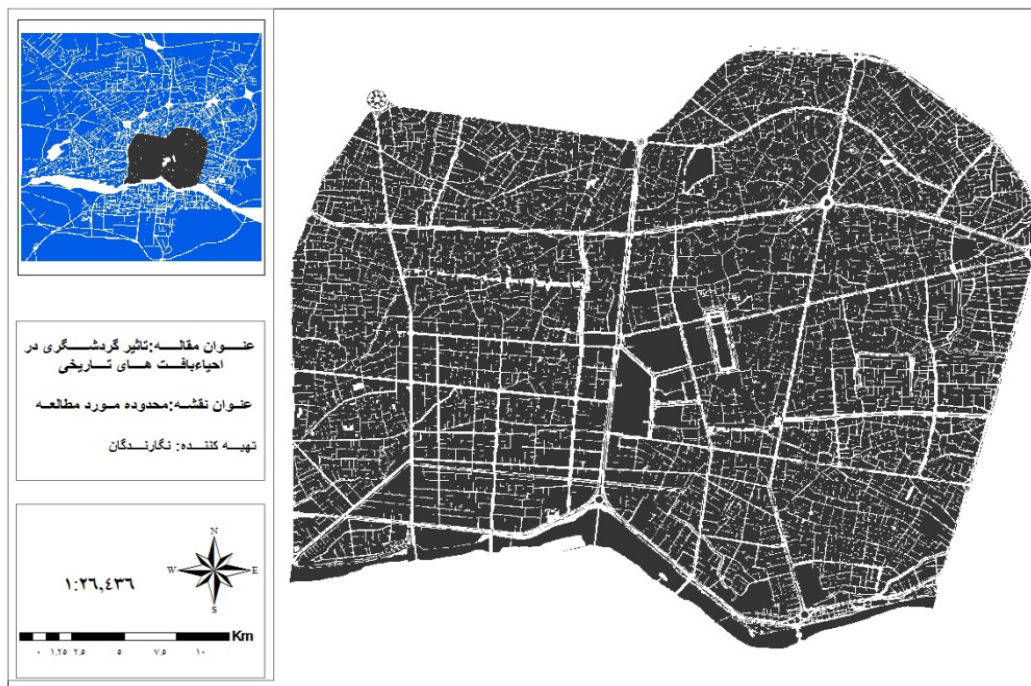 عنوان مقاله:تاثیر گردشگری در
احیاءبافت های تاریخی
عنوان نقشه:محدوده مورد مطالعه
تهیه کننده: نگارندگان
N
W E
S
۱:۲۶,٤۳۶
Km
۰ ۱.۲۵ ۲.۵ ۵ ۷.۵ ۱۰